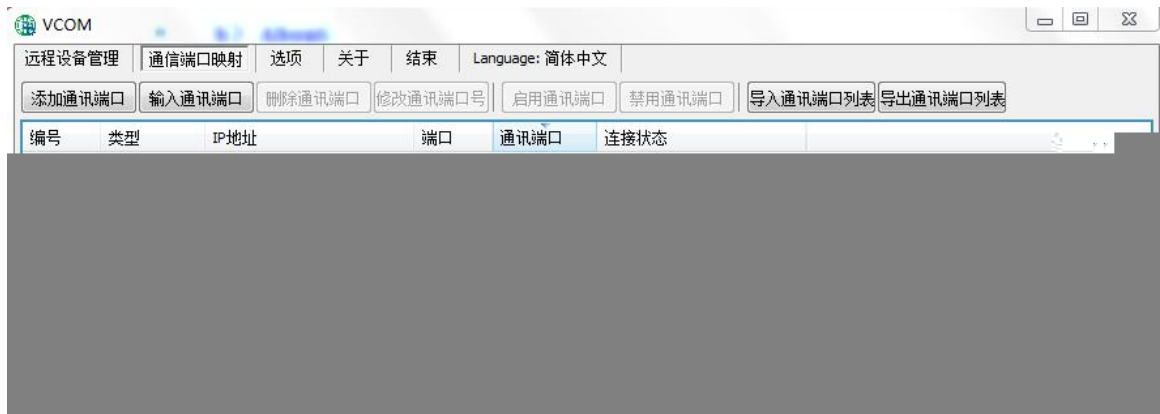 VCOM
远程设备管理 通信端口映射 选项 关于 结束 Language: 简体中文
添加通讯端口 输入通讯端口 删除通讯端口 修改通讯端口号 启用通讯端口 禁用通讯端口 导入通讯端口列表 导出通讯端口列表
编号 类型 IP地址 端口 通讯端口 连接状态